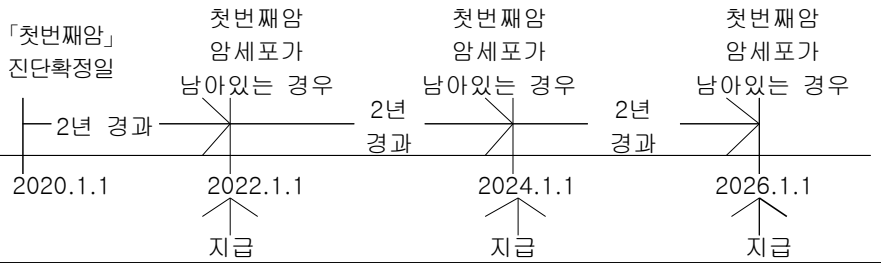 「첫번째암」
진단확정일
첫번째암
암세포가
남아있는 경우
첫번째암
암세포가
남아있는 경우
첫번째암
암세포가
남아있는 경우
2년 경과
2년
경과
2년
경과
2020.1.1
2022.1.1
2024.1.1
2026.1.1
지급
지급
지급